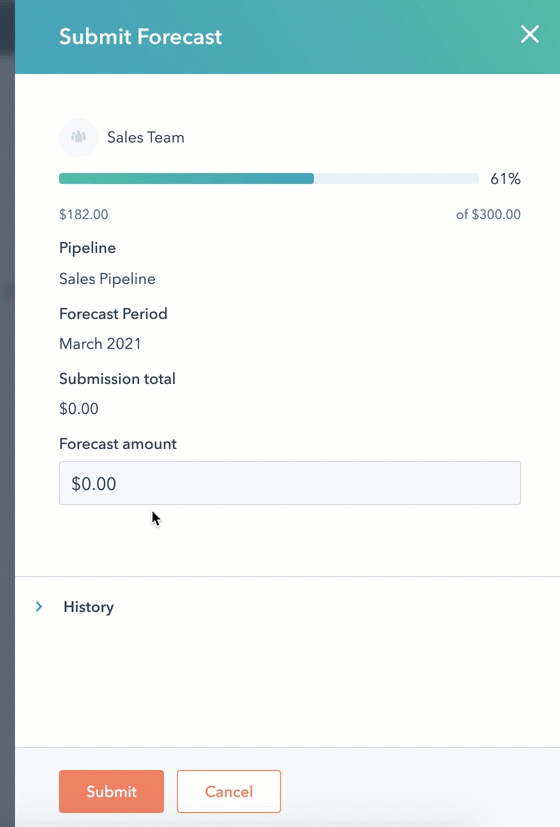 Submit Forecast
Sales Team
61%
$182.00 of $300.00
Pipeline
Sales Pipeline
Forecast Period
March 2021
Submission total
$0.00
Forecast amount
$0.00
History
Submit Cancel